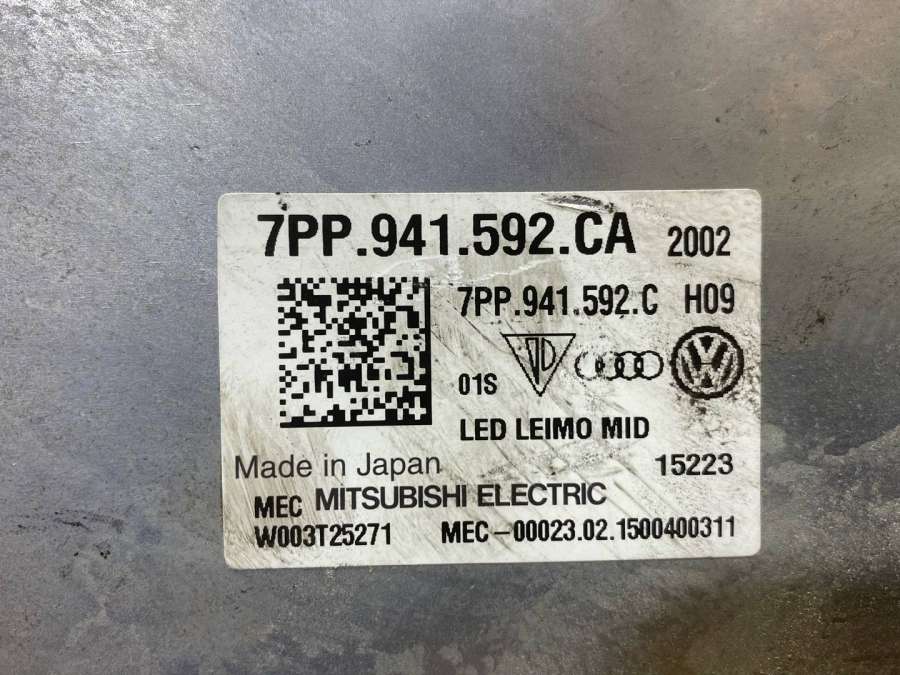 7PP.941.592.CA 2002
7PP.941.592.C H09
01S
LED LEIMO MID
Made in Japan 15223
MEC MITSUBISHI ELECTRIC
W003T25271 MEC-00023.02.1500400311